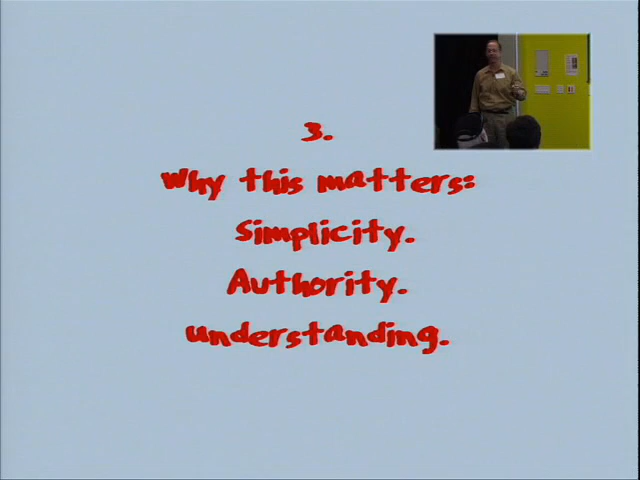 3.
Why this matters:
Simplicity.
Authority.
understanding.